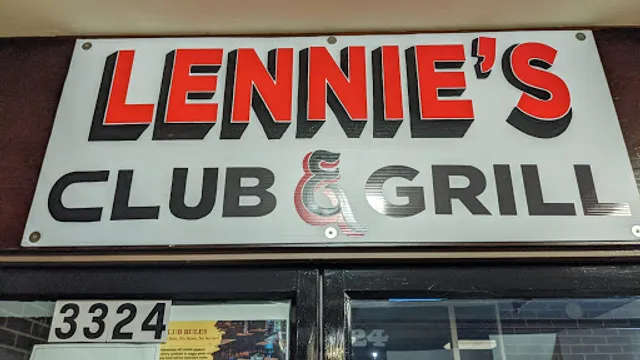 LENNIE'S
CLUB & GRILL
3324
CLUB RULES